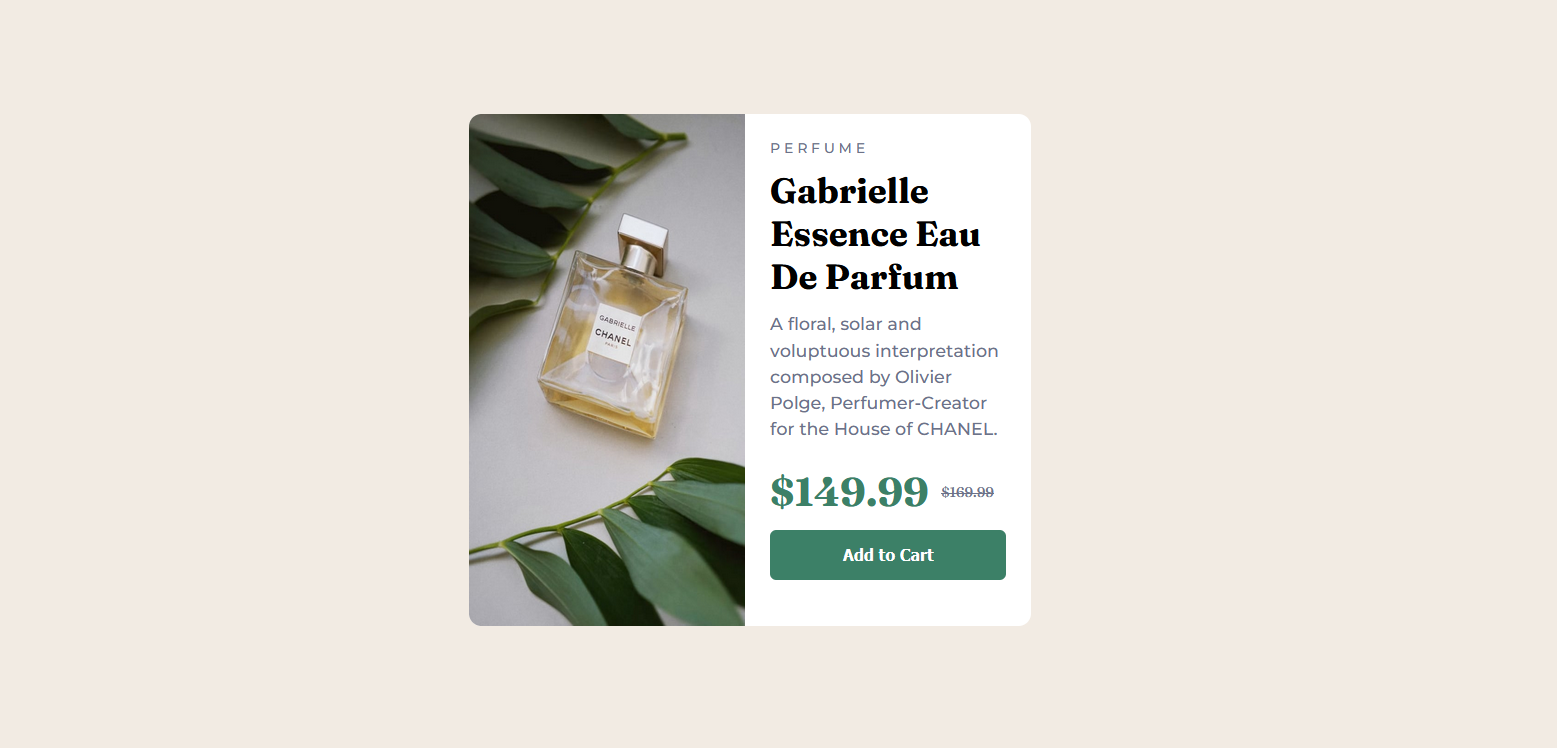 GABRIELLE
CHANEL
PARIS
PERFUME
Gabrielle
Essence Eau
De Parfum
A floral, solar and
voluptuous interpretation
composed by Olivier
Polge, Perfumer-Creator
for the House of CHANEL.
$149.99 $169.99
Add to Cart